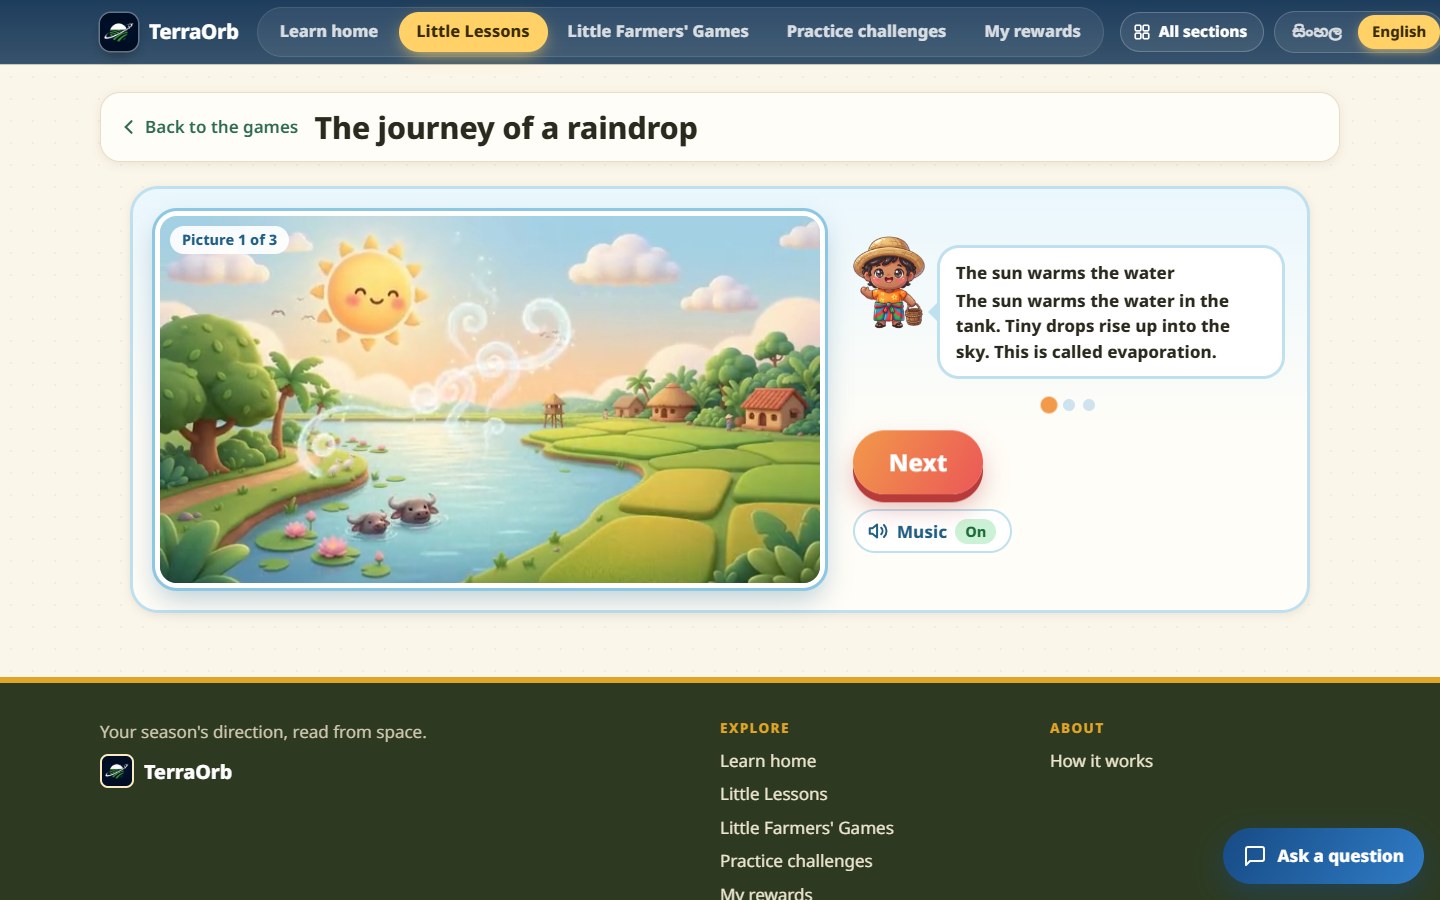 TerraOrb
Learn home
Little Lessons
Little Farmers' Games
Practice challenges
My rewards
All sections
සිංහල
English
Back to the games
The journey of a raindrop
Picture 1 of 3
The sun warms the water
The sun warms the water in the
tank. Tiny drops rise up into the
sky. This is called evaporation.
Next
Music
On
Your season's direction, read from space.
TerraOrb
EXPLORE
Learn home
Little Lessons
Little Farmers' Games
Practice challenges
My rewards
ABOUT
How it works
Ask a question